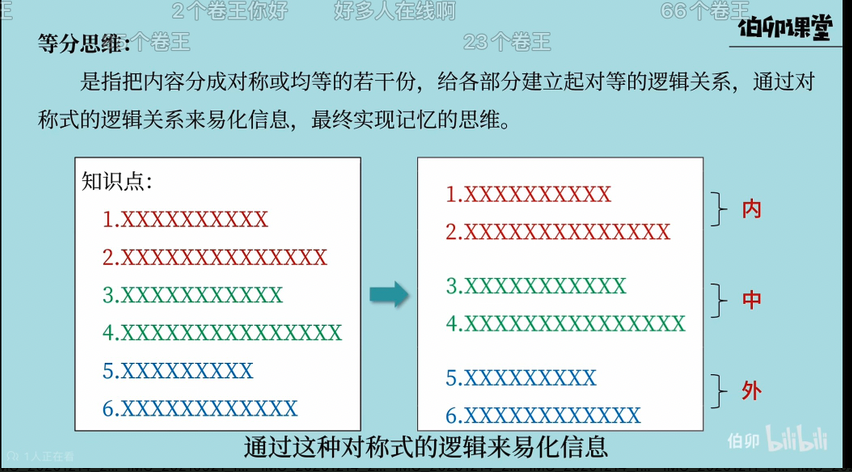 2个卷王你好
好多人在线啊
66个卷王
伯卯课堂
等分思维：
个卷王
23个卷王
是指把内容分成对称或均等的若干份，给各部分建立起对等的逻辑关系，通过对
称式的逻辑关系来易化信息，最终实现记忆的思维。
知识点：
1.XXXXXXXXXX
2.XXXXXXXXXXXXXX
3.XXXXXXXXXXX
4.XXXXXXXXXXXXXXX
5.XXXXXXXXX
6.XXXXXXXXXXXX
1.XXXXXXXXXX
2.XXXXXXXXXXXXXX
内
3.XXXXXXXXXXX
4.XXXXXXXXXXXXXXX
中
5.XXXXXXXXX
6.XXXXXXXXXXXX
外
伯卯 bilibili
通过这种对称式的逻辑来易化信息
1人正在看